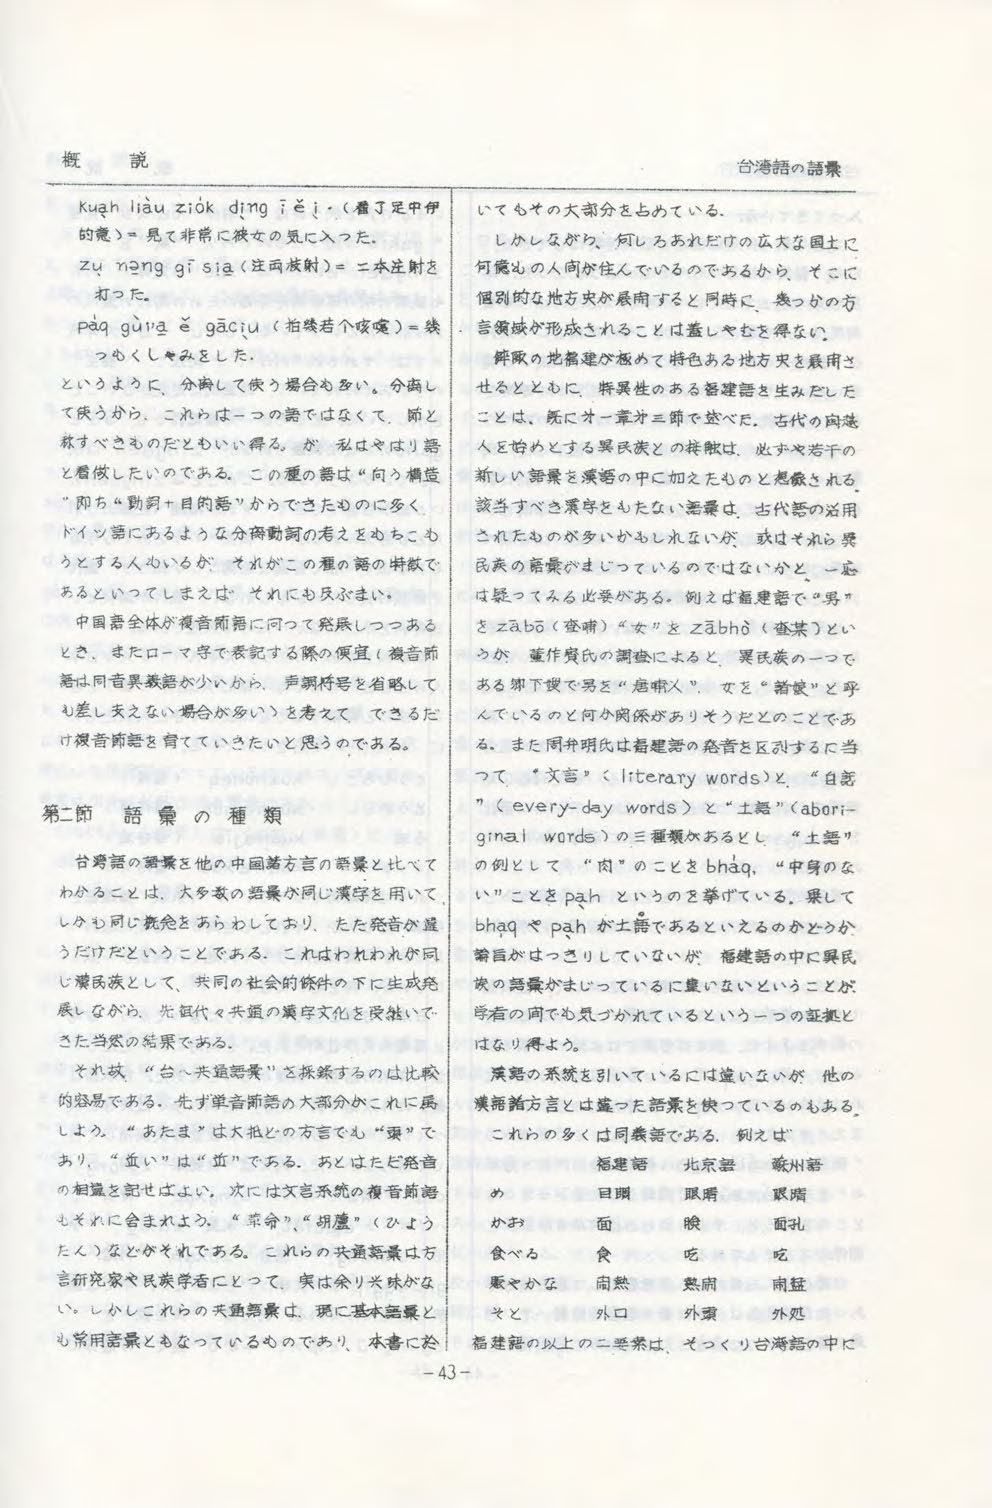 概　説
台湾語の語彙
kuạh liàu ziók dịng ī ě ị・(看了足中伊
的意)= 見て非常に彼女の気に入った。
zụ nə̣ng gī siạ (注両枝射)= 二本注射を
打った。
páq gùiạ ě gāciụ (拍幾若个咳嚏)= 幾
つもくしゃみをした。
というように、分离して使う場合も多い。分离し
て使うから、これらは一つの語ではなくて、節と
称すべきものだともいい得る。が、私はやはり語
と看做したいのである。この種の語は“向う構造
”即ち“動詞+目的語”からできたものに多く、
ドイツ語にあるような分离動詞の考えをもちこも
うとする人もいるが、それがこの種の語の特徴で
あるといってしまえば、それにも及ぶまい。
中国語全体が複音節語に向って発展しつつある
とき、またローマ字で表記する際の便宜(複音節
語は同音異義語が少いから、声調符号を省略して
も差し支えない場合が多い)を考えて、できるだ
け複音節語を育てていきたいと思うのである。
第二節　語彙の種類
台湾語の語彙を他の中国諸方言の語彙と比べて
わかることは、大多数の語彙が同じ漢字を用いて、
しかも同じ概念をあらわしており、ただ発音が違
うだけだということである。これはわれわれが同
じ漢民族として、共同の社会的條件の下に生成発
展しながら、先祖代々共通の漢字文化を受継いで
きた当然の結果である。
それ故、“台〜共通語彙”を採録するのは比較
的容易である。先ず単音節語の大部分がこれに属
しよう。“あたま”は大抵どの方言でも“頭”で
あり、“近い”は“近”である。あとはただ発音
の相違を記せばよい。次には文言系統の複音節語
もそれに含まれよう。“革命”、“胡蘆”(ひょう
たん)などがそれである。これらの共通語彙は方
言研究家や民族学者にとって、実は余り興味がな
い。しかしこれらの共通語彙は、現に基本語彙と
も常用語彙ともなっているものであり、本書に於
いてもその大部分を占めている。
しかしながら、何しろあれだけの広大な国土に
何億もの人间が住んでいるのであるから、そこに
個別的な地方史が展開すると同時に、幾つかの方
言領域が形成されることは蓋しやむを得ない。
僻陬の地福建が極めて特色ある地方史を展開さ
せるとともに、特異性のある福建語を生みだした
ことは、既に才一章才三節で述べた。古代の閩越
人を始めとする異民族との接触は、必ずや若干の
新しい語彙を漢語の中に加えたものと想像される。
該当すべき漢字をもたない語彙は、古代語の沿用
されたものが多いかもしれないが、或はそれら異
民族の語彙がまじっているのではないかと、一応
は疑ってみる必要がある。例えば福建語で“男”
を zābō (查甫)“女”を zābhò (查某)とい
うが、董作賓氏の調査によると、異民族の一つで
ある卸下媛で男を“唐甫乂”、女を“諸娘”と呼
んでいるのと何か関係がありそうだとのことであ
る。また周弁明氏は福建語の発音を区別するに当
って、“文言”(literary words)と、“白話
”(every-day words)と“土語”(abori-
ginal words)の三種類があるとし、“土語”
の例として、“肉”のことを bhảq,“中身のな
い”ことを pạh というのを挙げている。果して
bhạq や pạh が土語であるといえるのかどうか
論旨がはっきりしていないが、福建語の中に異民
族の語彙がまじっているに違いないということが、
学者の间でも気づかれているという一つの証拠と
はなり得よう。
漢語の系統を引いているには違いないが、他の
漢語諸方言とは違った語彙を使っているのもある。
これらの多くは同義語である。例えば
福建語　北京語　蘇州語
め　目睭　眼睛　眼睛
かお　面　臉　面孔
食べる　食　吃　吃
賑やかな　闹熱　熱闹　闹猛
そと　外口　外頭　外処
福建語の以上の二要素は、そっくり台湾語の中に
-43-